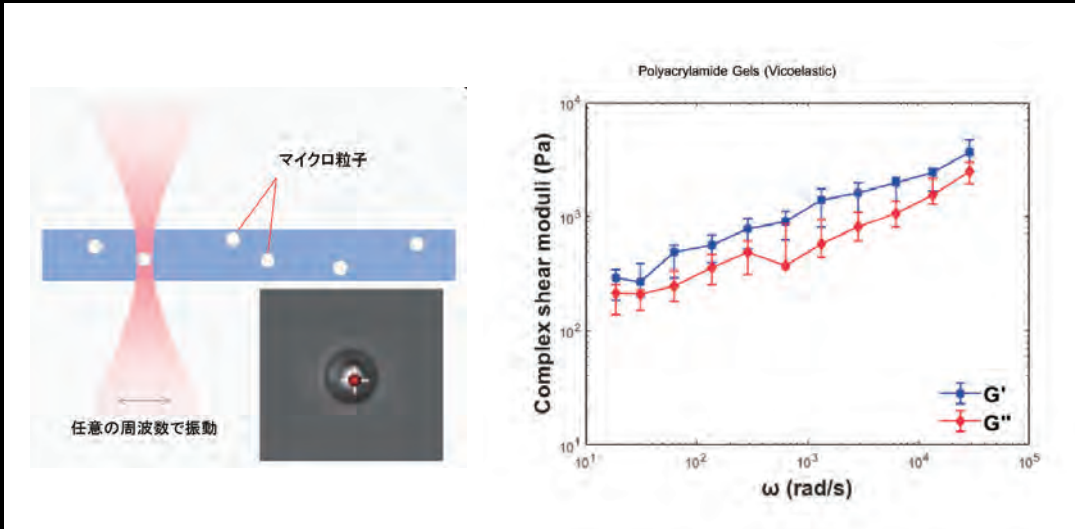 マイクロ粒子
任意の周波数で振動
Polyacrylamide Gels (Vicoelastic)
Complex shear moduli (Pa)
10⁴
10³
10²
10¹
G'
G"
10¹ 10² 10³ 10⁴ 10⁵
ω (rad/s)